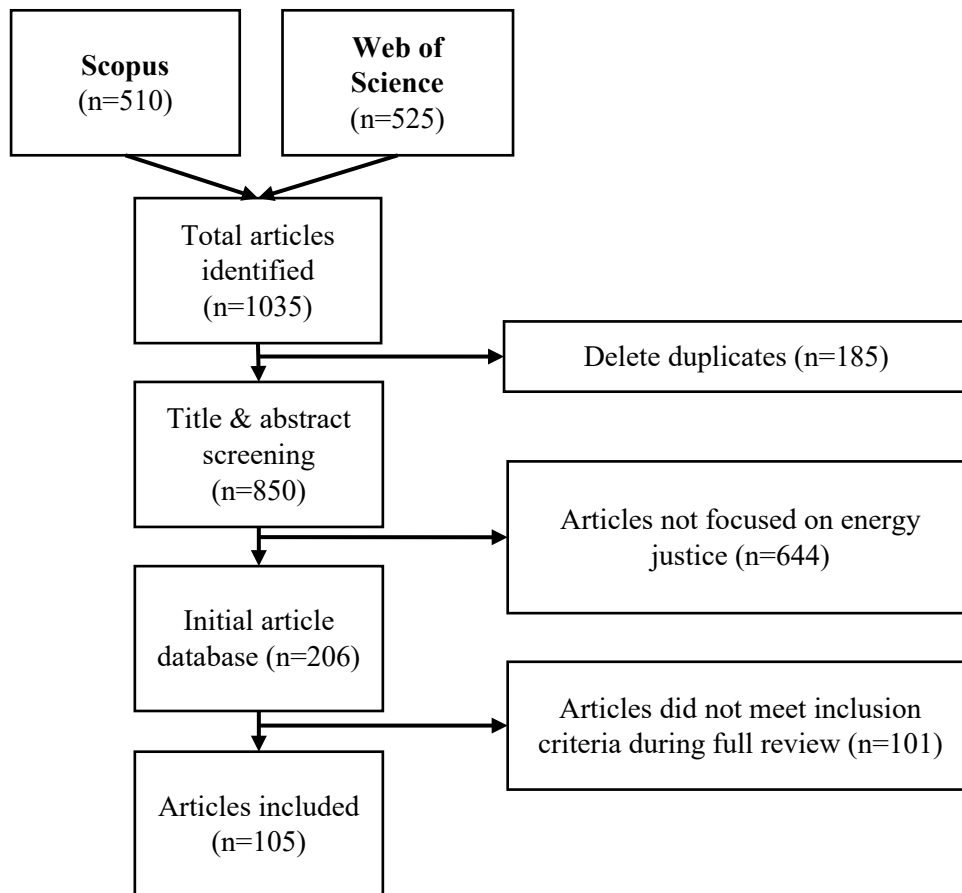 Scopus
(n=510)
Web of
Science
(n=525)
Total articles
identified
(n=1035)
Delete duplicates (n=185)
Title & abstract
screening
(n=850)
Articles not focused on energy
justice (n=644)
Initial article
database (n=206)
Articles did not meet inclusion
criteria during full review (n=101)
Articles included
(n=105)